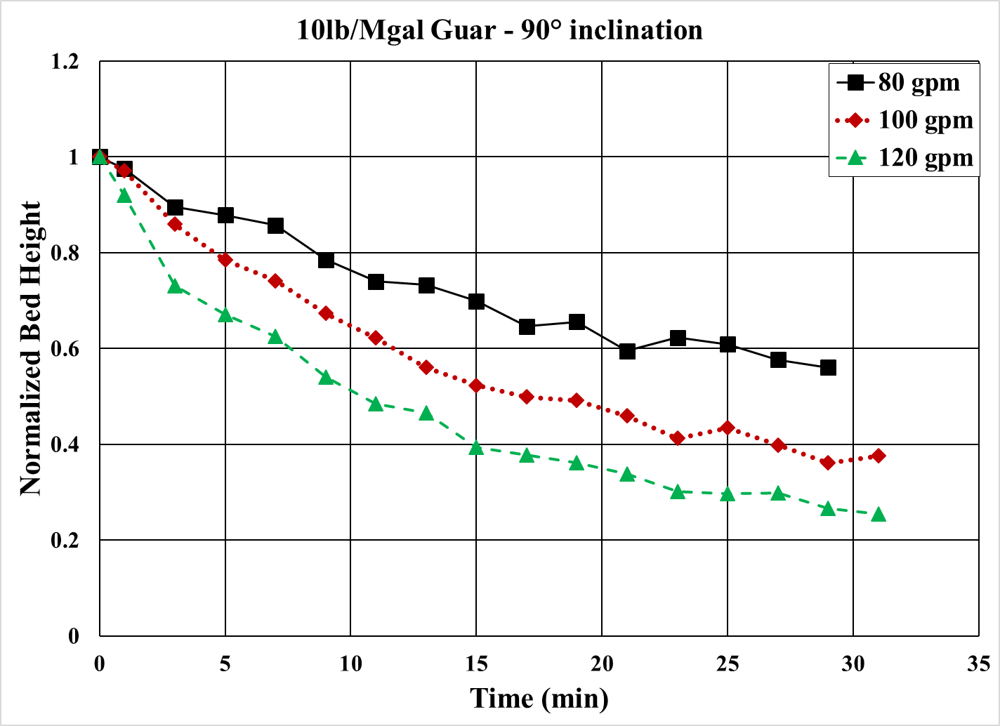 10lb/Mgal Guar - 90° inclination
1.2
1
0.8
0.6
0.4
0.2
0
Normalized Bed Height
80 gpm
100 gpm
120 gpm
0 5 10 15 20 25 30 35
Time (min)